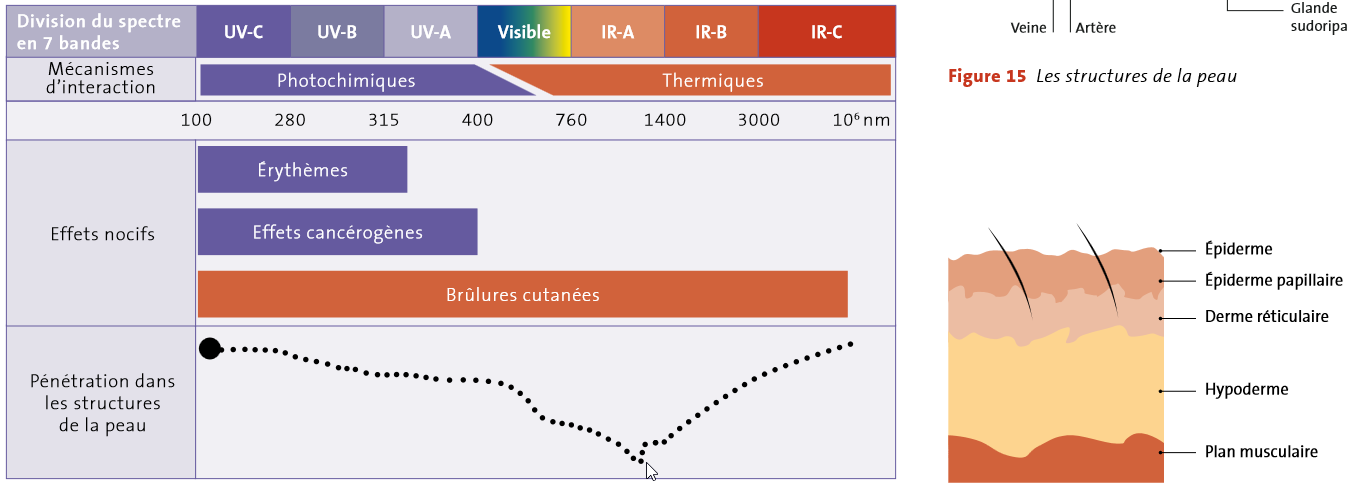 Division du spectre
en 7 bandes
UV-C
UV-B
UV-A
Visible
IR-A
IR-B
IR-C
Mécanismes
d'interaction
Photochimiques
Thermiques
100
280
315
400
760
1400
3000
10⁶ nm
Effets nocifs
Érythèmes
Effets cancérogènes
Brûlures cutanées
Pénétration dans
les structures
de la peau
Veine
Artère
Glande
sudoripa
Figure 15 Les structures de la peau
Épiderme
Épiderme papillaire
Derme réticulaire
Hypoderme
Plan musculaire